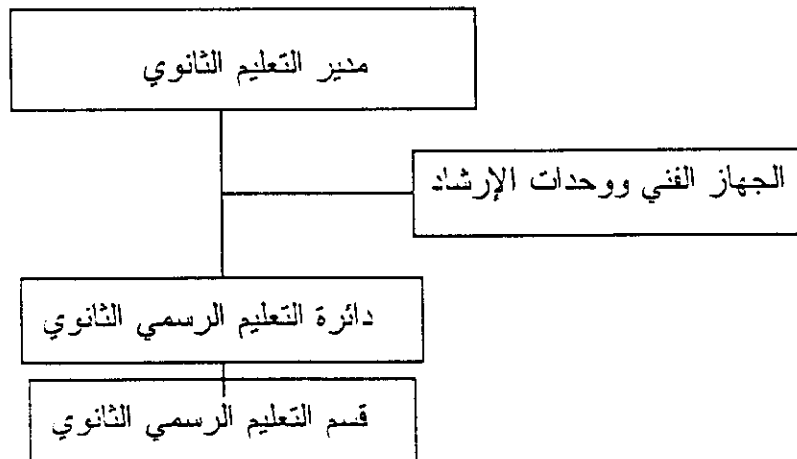 مدير التعليم الثانوي
الجهاز الفني ووحدات الإرشاد
دائرة التعليم الرسمي الثانوي
قسم التعليم الرسمي الثانوي